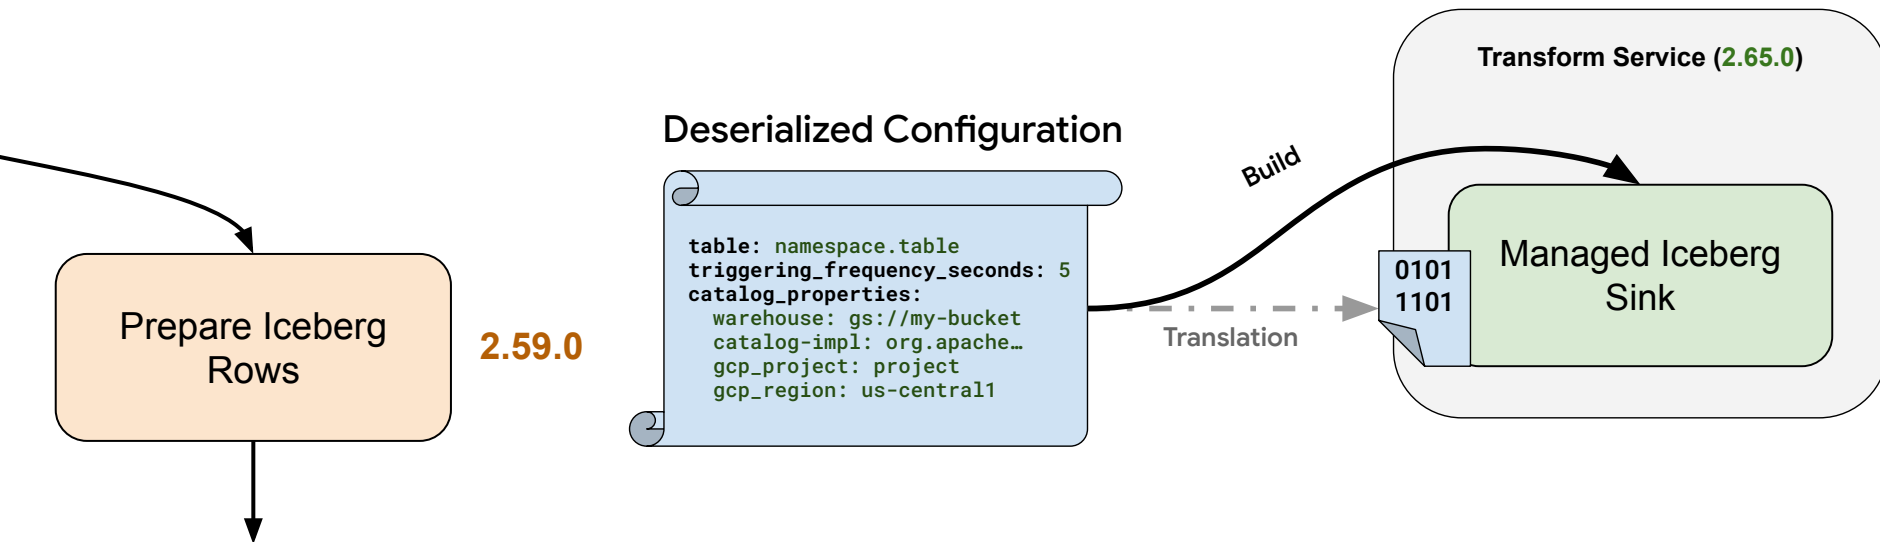 Transform Service (2.65.0)
Deserialized Configuration
Build
table: namespace.table
triggering_frequency_seconds: 5
catalog_properties:
warehouse: gs://my-bucket
catalog-impl: org.apache…
gcp_project: project
gcp_region: us-central1
Prepare Iceberg
Rows
2.59.0
Translation
0101
1101
Managed Iceberg
Sink